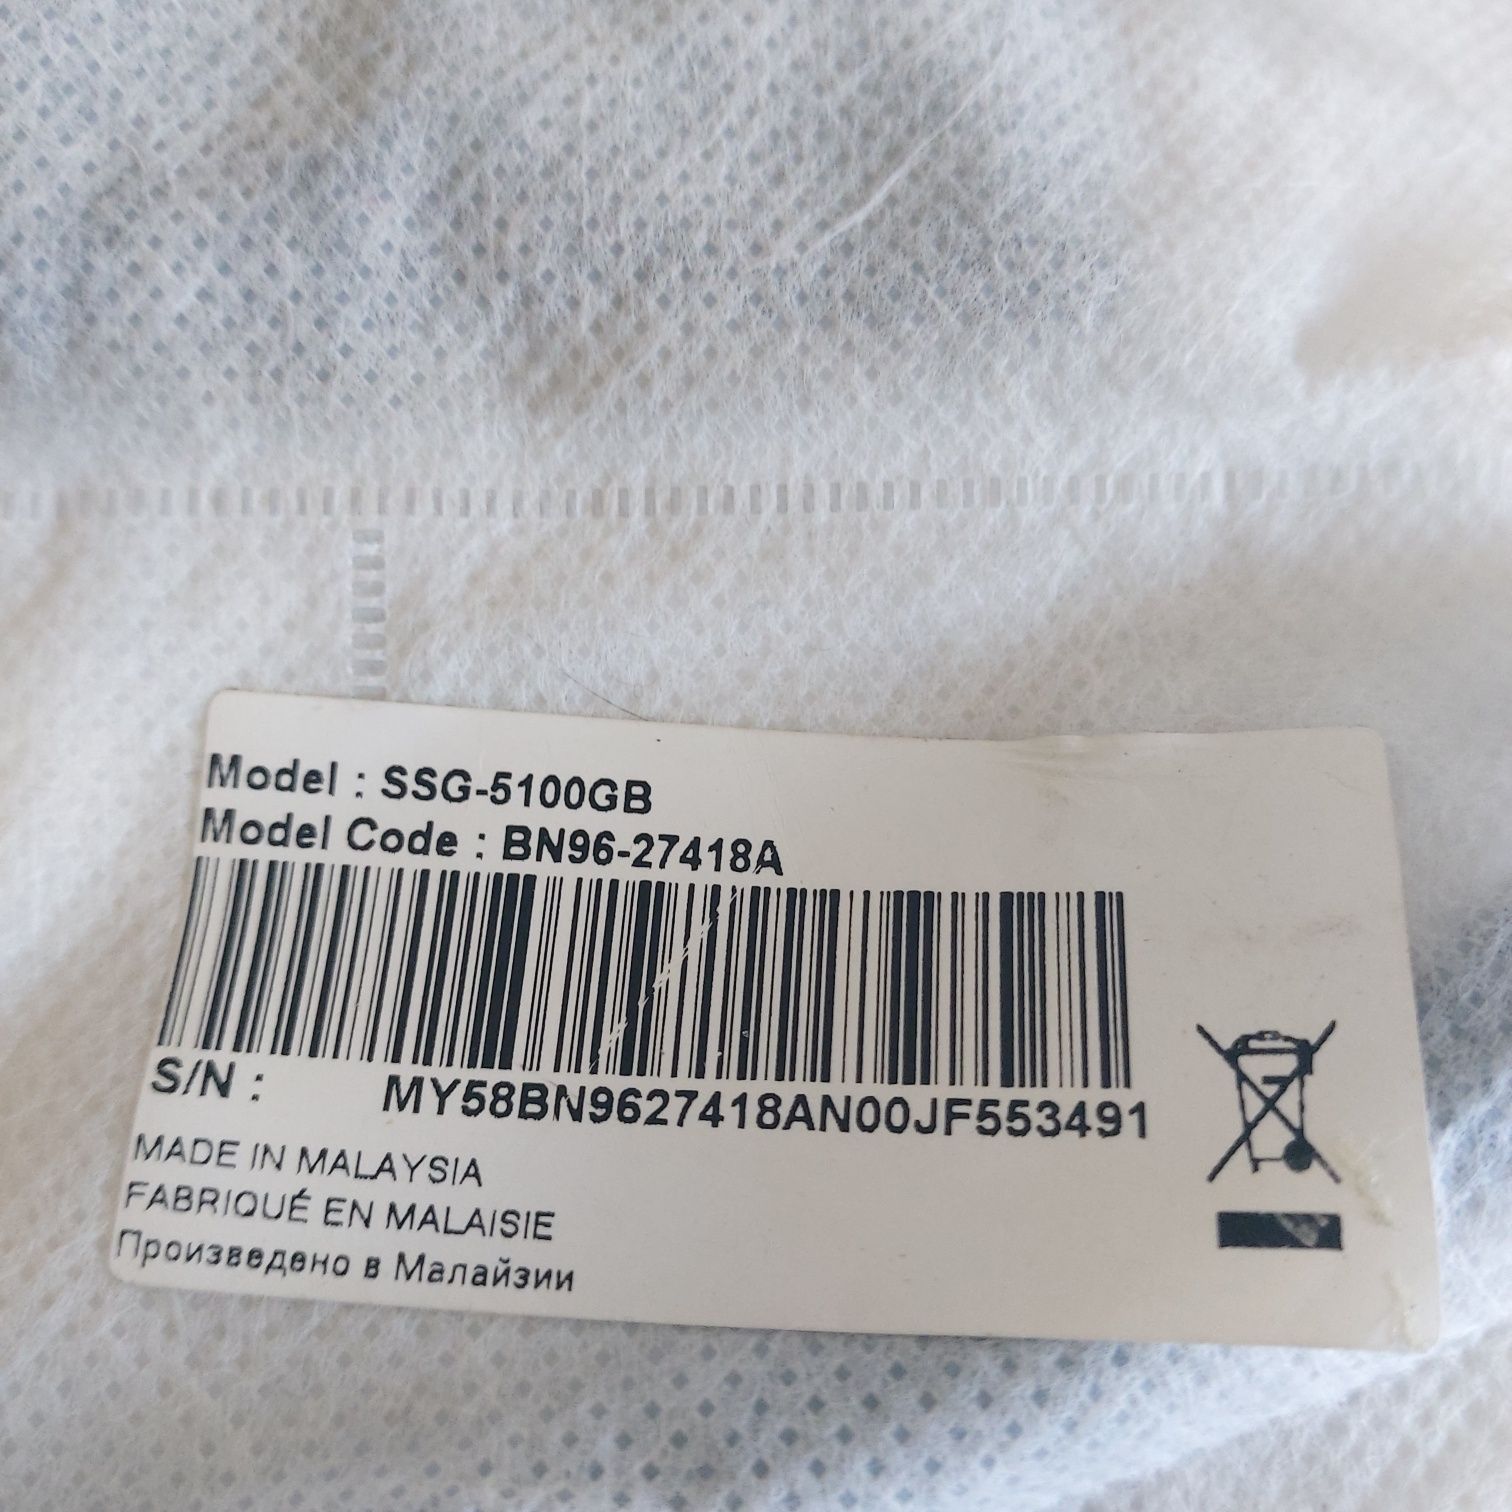 Model : SSG-5100GB
Model Code : BN96-27418A
S/N : MY58BN9627418AN00JF553491
MADE IN MALAYSIA
FABRIQUÉ EN MALAISIE
Произведено в Малайзии